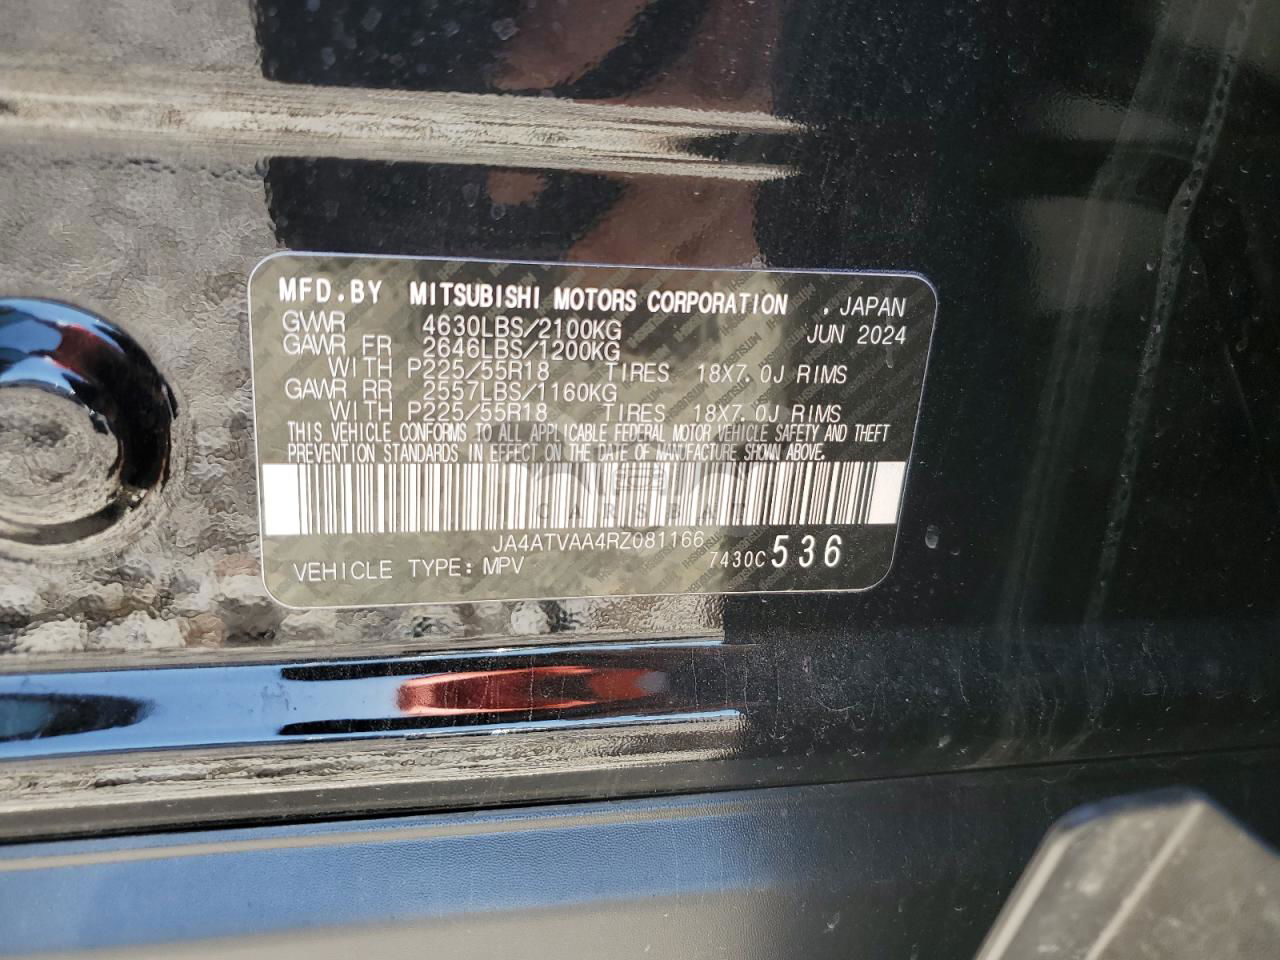 MFD.BY MITSUBISHI MOTORS CORPORATION , JAPAN
GVWR 4630LBS/2100KG JUN 2024
GAWR FR 2646LBS/1200KG
WITH P225/55R18 TIRES 18X7.0J RIMS
GAWR RR 2557LBS/1160KG
WITH P225/55R18 TIRES 18X7.0J RIMS
THIS VEHICLE CONFORMS TO ALL APPLICABLE FEDERAL MOTOR VEHICLE SAFETY AND THEFT
PREVENTION STANDARDS IN EFFECT ON THE DATE OF MANUFACTURE SHOWN ABOVE.
CARSBAT
JA4ATVAA4RZ081166
VEHICLE TYPE: MPV 7430C 536